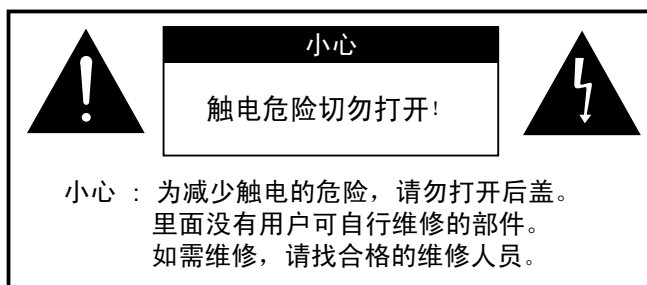 小心
触电危险切勿打开!
小心 : 为减少触电的危险，请勿打开后盖。
里面没有用户可自行维修的部件。
如需维修，请找合格的维修人员。